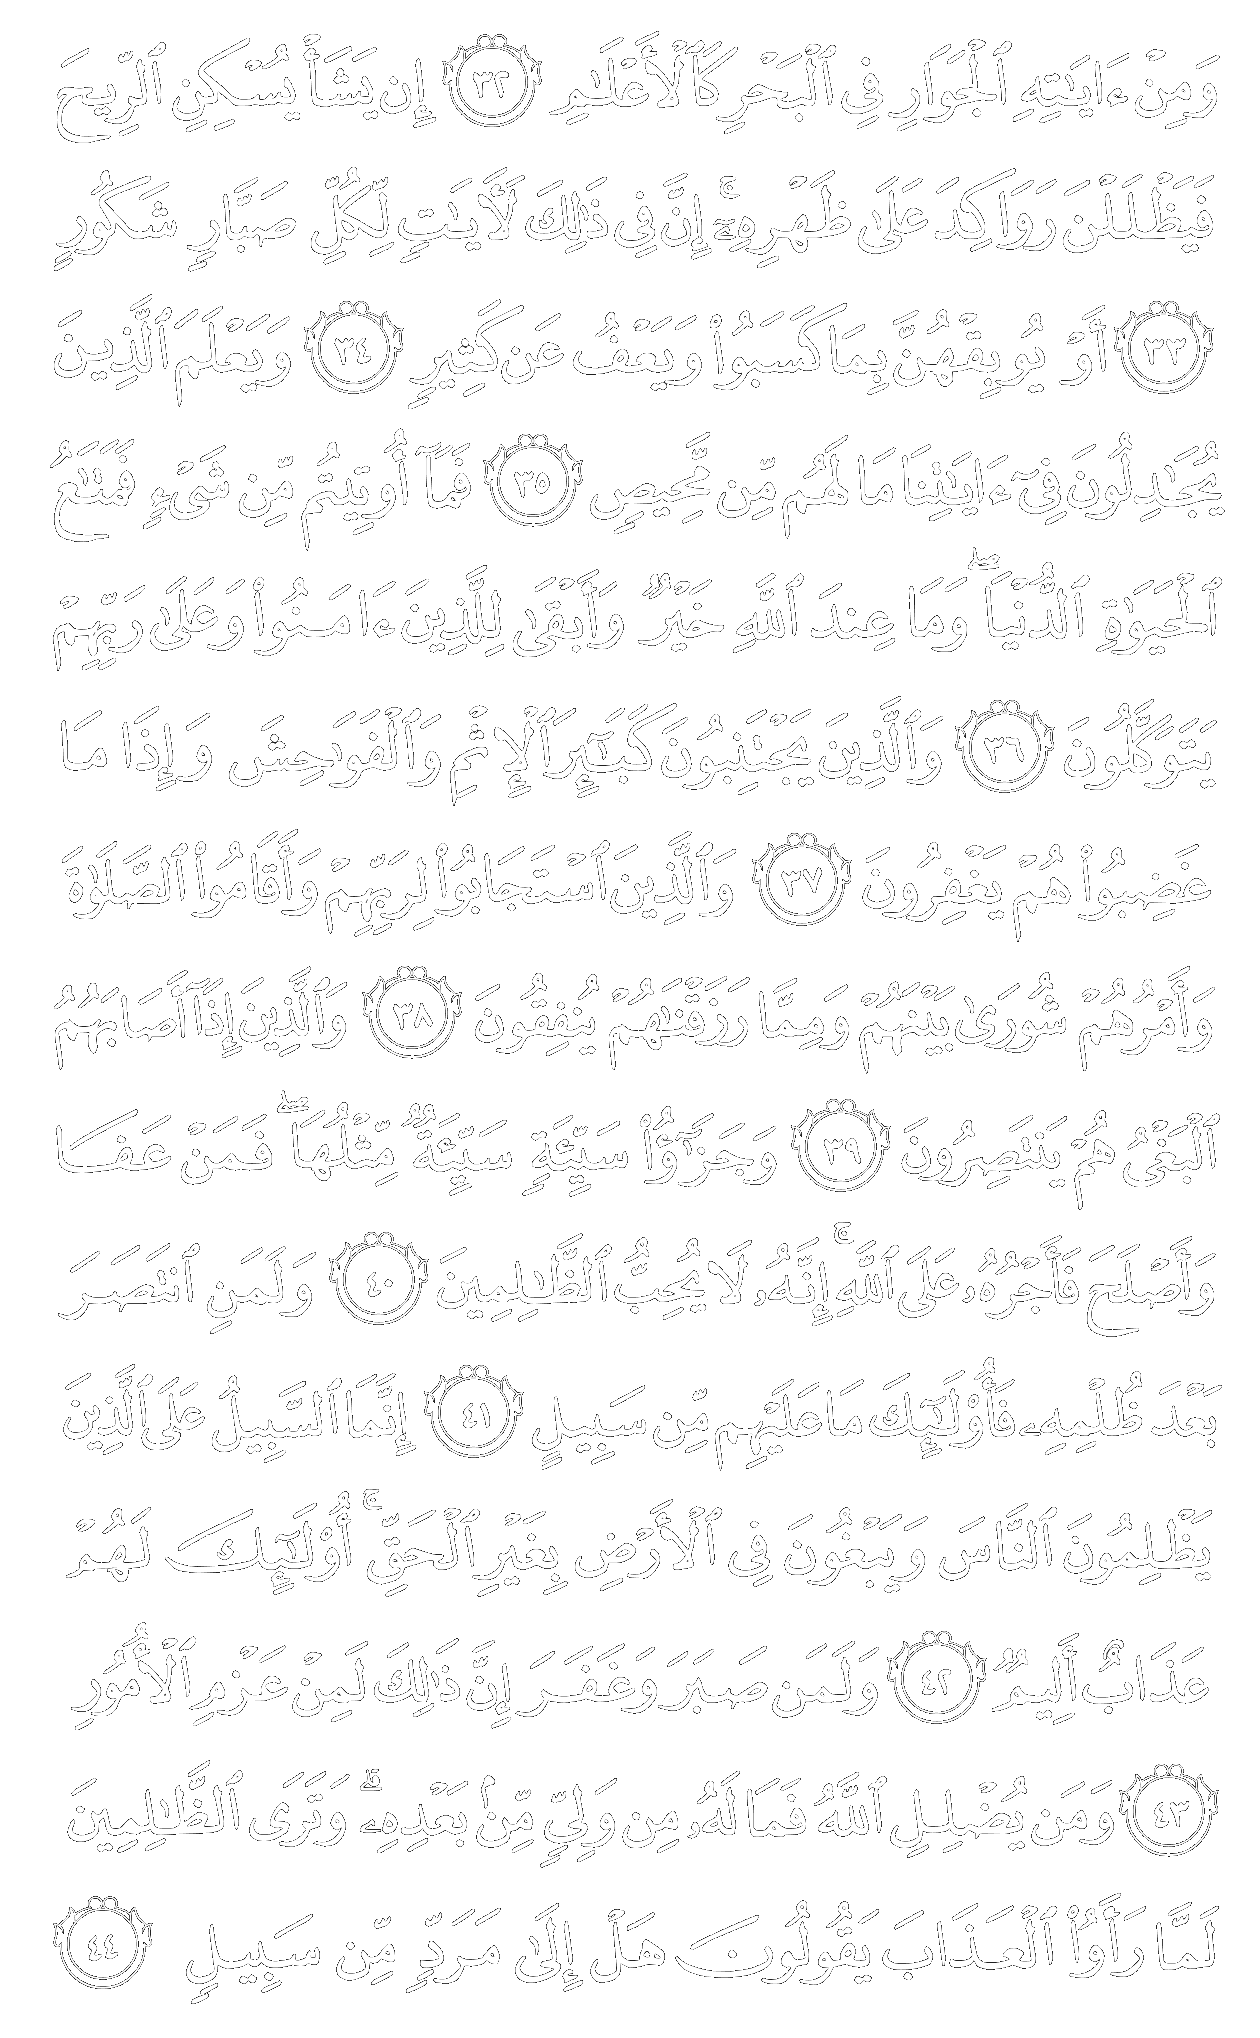 وَمِنْ ءَايَٰتِهِ ٱلْجَوَارِ فِى ٱلْبَحْرِ كَٱلْأَعْلَٰمِ ٣٢ إِن يَشَأْ يُسْكِنِ ٱلرِّيحَ
فَيَظْلَلْنَ رَوَاكِدَ عَلَىٰ ظَهْرِهِۦٓ ۚ إِنَّ فِى ذَٰلِكَ لَـَٔايَٰتٍ لِّكُلِّ صَبَّارٍ شَكُورٍ
٣٣ أَوْ يُوبِقْهُنَّ بِمَا كَسَبُوا۟ وَيَعْفُ عَن كَثِيرٍ ٣٤ وَيَعْلَمَ ٱلَّذِينَ
يُجَٰدِلُونَ فِىٓ ءَايَٰتِنَا مَا لَهُم مِّن مَّحِيصٍ ٣٥ فَمَآ أُوتِيتُم مِّن شَىْءٍ فَمَتَٰعُ
ٱلْحَيَوٰةِ ٱلدُّنْيَا ۖ وَمَا عِندَ ٱللَّهِ خَيْرٌ وَأَبْقَىٰ لِلَّذِينَ ءَامَنُوا۟ وَعَلَىٰ رَبِّهِمْ
يَتَوَكَّلُونَ ٣٦ وَٱلَّذِينَ يَجْتَنِبُونَ كَبَٰٓئِرَ ٱلْإِثْمِ وَٱلْفَوَٰحِشَ وَإِذَا مَا
غَضِبُوا۟ هُمْ يَغْفِرُونَ ٣٧ وَٱلَّذِينَ ٱسْتَجَابُوا۟ لِرَبِّهِمْ وَأَقَامُوا۟ ٱلصَّلَوٰةَ
وَأَمْرُهُمْ شُورَىٰ بَيْنَهُمْ وَمِمَّا رَزَقْنَٰهُمْ يُنفِقُونَ ٣٨ وَٱلَّذِينَ إِذَآ أَصَابَهُمُ
ٱلْبَغْىُ هُمْ يَنتَصِرُونَ ٣٩ وَجَزَٰٓؤُا۟ سَيِّئَةٍ سَيِّئَةٌ مِّثْلُهَا ۖ فَمَنْ عَفَا
وَأَصْلَحَ فَأَجْرُهُۥ عَلَى ٱللَّهِ ۚ إِنَّهُۥ لَا يُحِبُّ ٱلظَّٰلِمِينَ ٤٠ وَلَمَنِ ٱنتَصَرَ
بَعْدَ ظُلْمِهِۦ فَأُو۟لَٰٓئِكَ مَا عَلَيْهِم مِّن سَبِيلٍ ٤١ إِنَّمَا ٱلسَّبِيلُ عَلَى ٱلَّذِينَ
يَظْلِمُونَ ٱلنَّاسَ وَيَبْغُونَ فِى ٱلْأَرْضِ بِغَيْرِ ٱلْحَقِّ ۚ أُو۟لَٰٓئِكَ لَهُمْ
عَذَابٌ أَلِيمٌ ٤٢ وَلَمَن صَبَرَ وَغَفَرَ إِنَّ ذَٰلِكَ لَمِنْ عَزْمِ ٱلْأُمُورِ
٤٣ وَمَن يُضْلِلِ ٱللَّهُ فَمَا لَهُۥ مِن وَلِىٍّ مِّنۢ بَعْدِهِۦ ۗ وَتَرَى ٱلظَّٰلِمِينَ
لَمَّا رَأَوُا۟ ٱلْعَذَابَ يَقُولُونَ هَلْ إِلَىٰ مَرَدٍّ مِّن سَبِيلٍ ٤٤